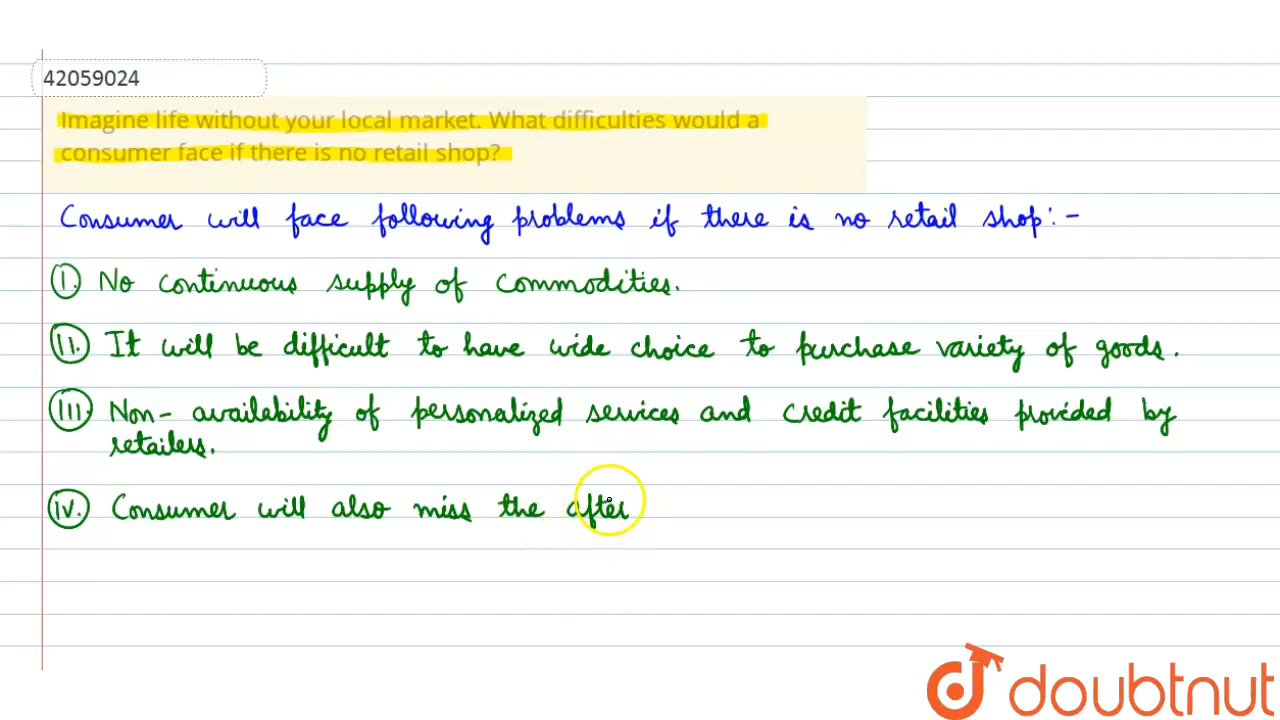 42059024
Imagine life without your local market. What difficulties would a
consumer face if there is no retail shop?
Consumer will face following problems if there is no retail shop:-
I. No continuous supply of commodities.
II. It will be difficult to have wide choice to purchase variety of goods.
III. Non-availability of personalized services and credit facilities provided by
retailers.
iv. Consumer will also miss the after
doubtnut